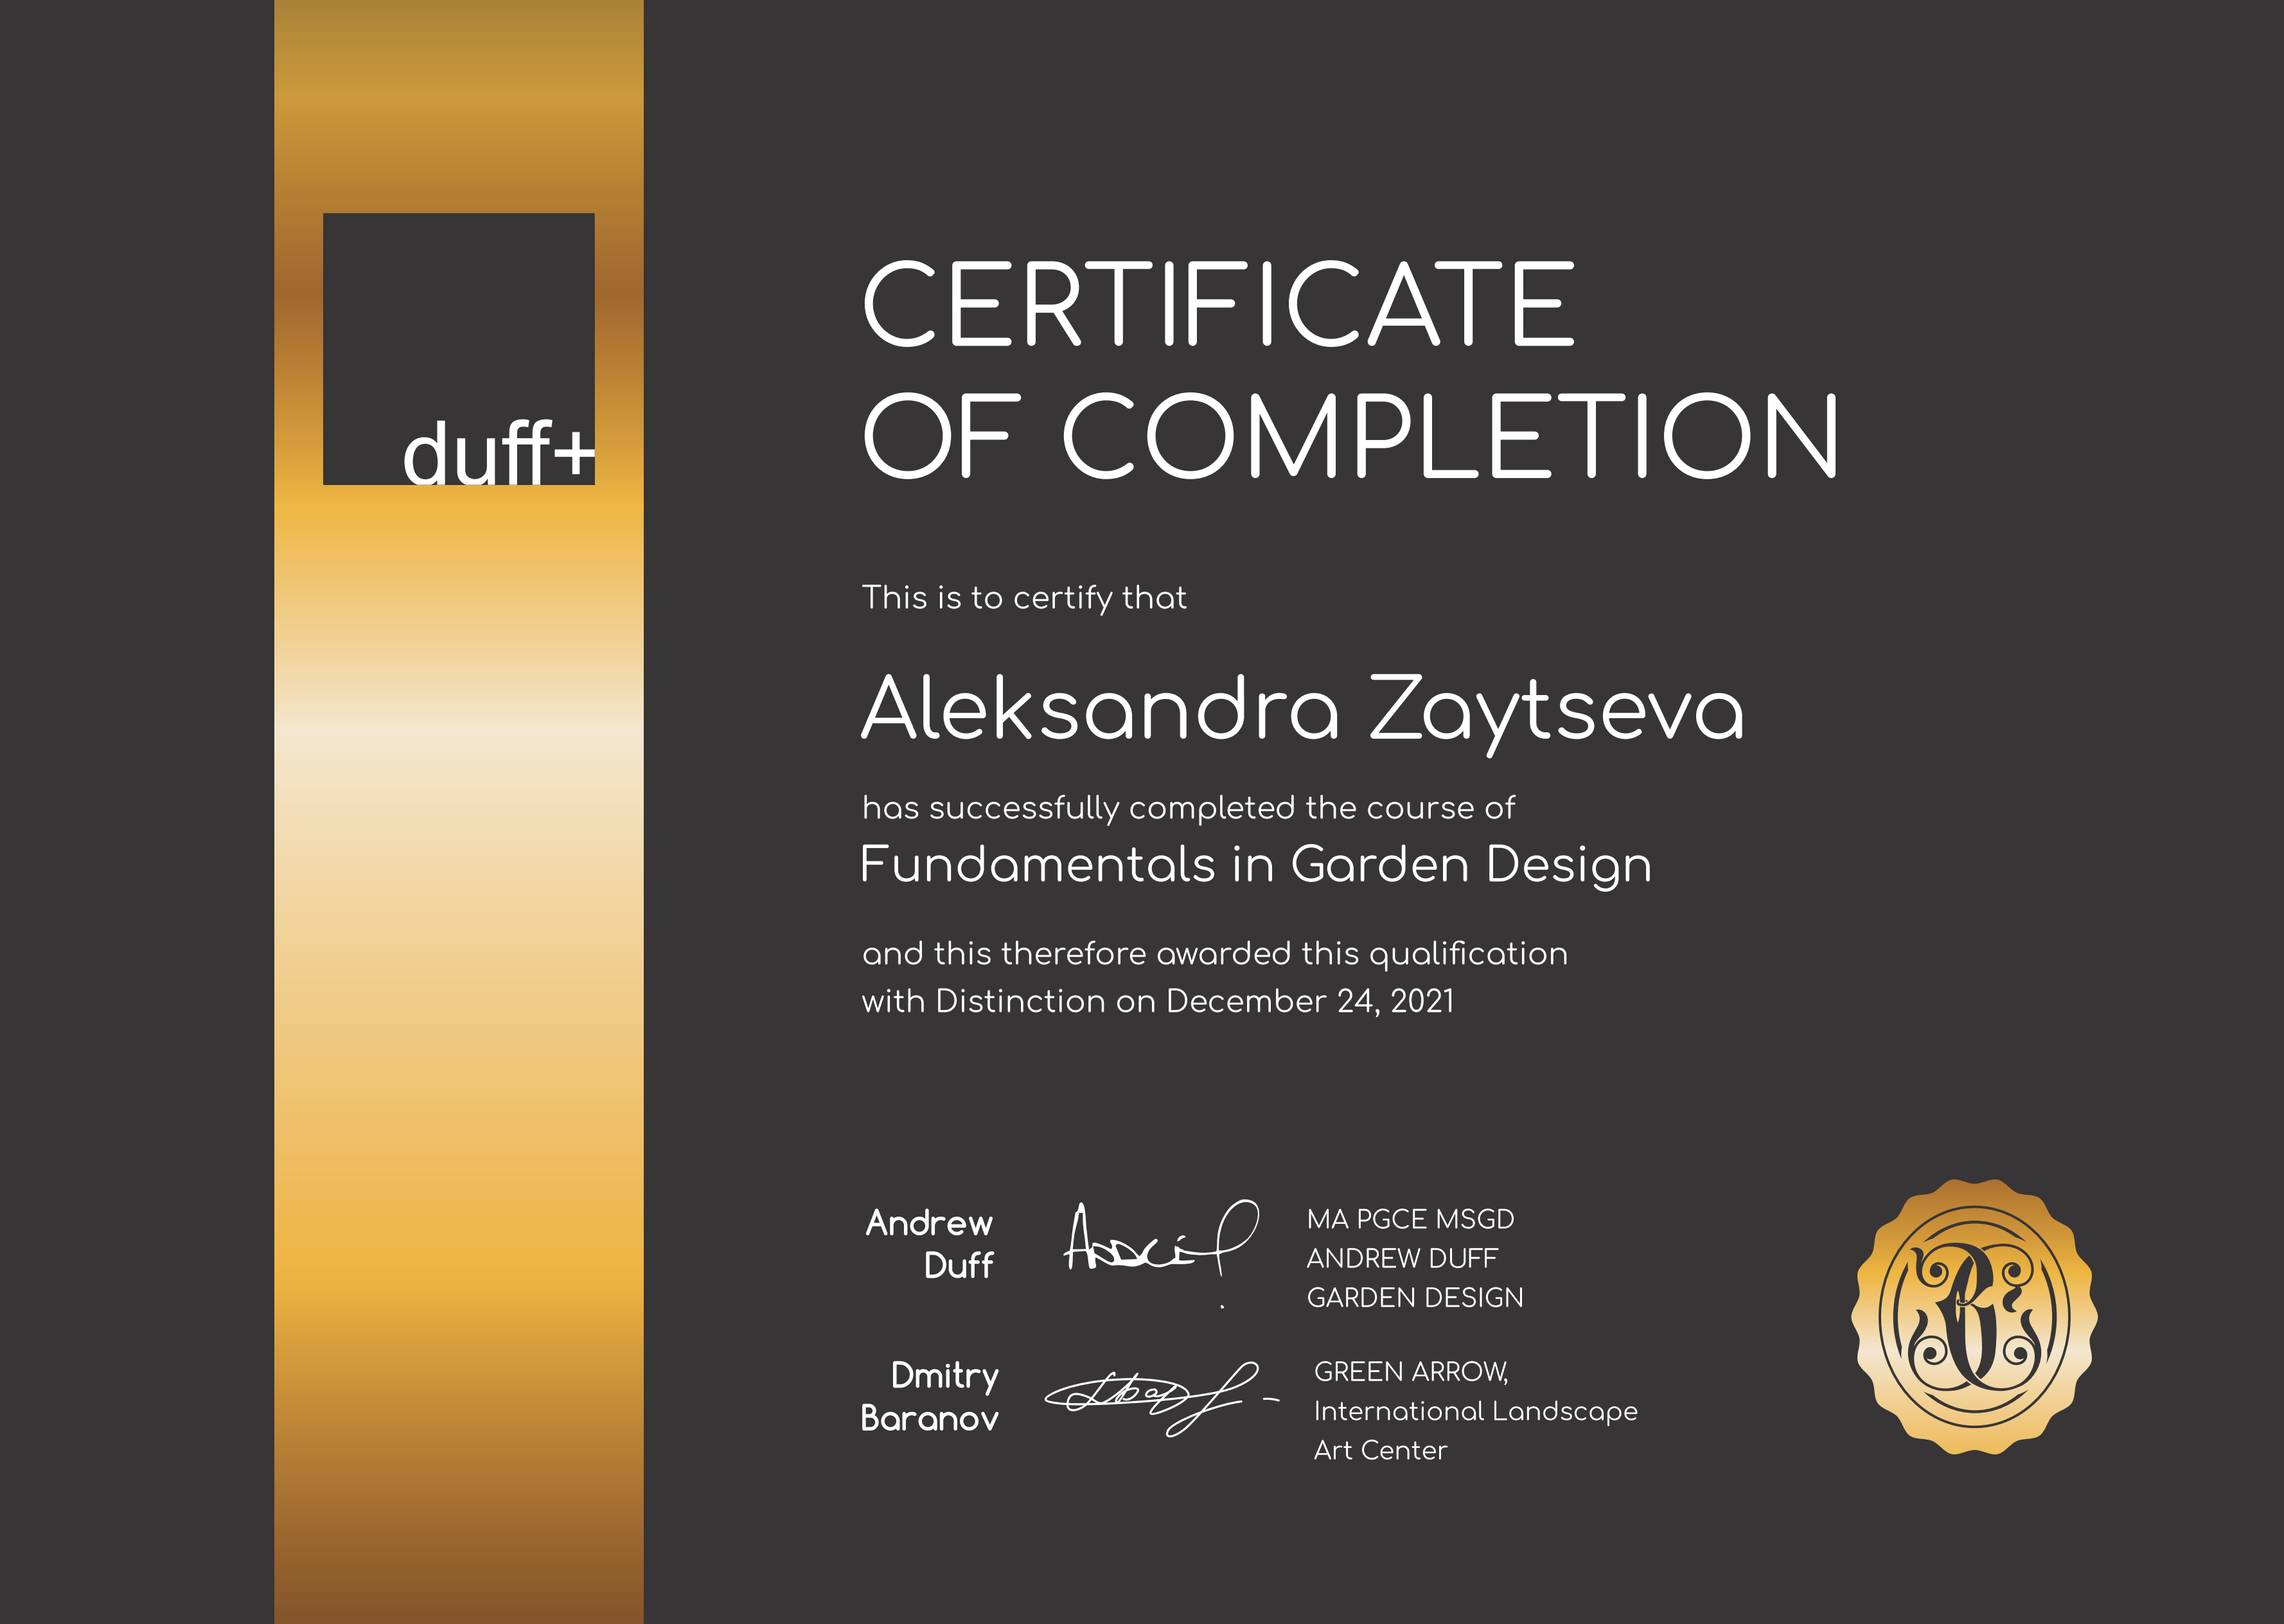 duff+
CERTIFICATE
OF COMPLETION
This is to certify that
Aleksandra Zaytseva
has successfully completed the course of
Fundamentals in Garden Design
and this therefore awarded this qualification
with Distinction on December 24, 2021
Andrew
Duff
MA PGCE MSGD
ANDREW DUFF
GARDEN DESIGN
Dmitry
Baranov
GREEN ARROW,
International Landscape
Art Center